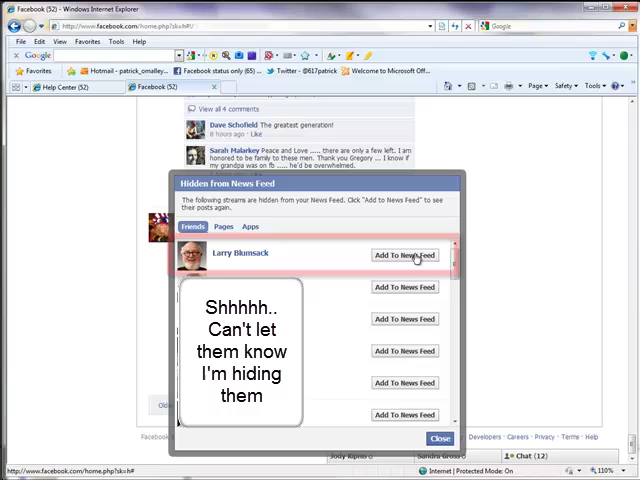 Facebook (52) - Windows Internet Explorer
http://www.facebook.com/home.php?sk=h#!/
Google
File Edit View Favorites Tools Help
Google
Favorites Hotmail - patrick_omalley... Facebook status only (65) ... Twitter - @617patrick Welcome to Microsoft Off...
Help Center (52) Facebook (52)
Page Safety Tools
View all 4 comments
Dave Schofield The greatest generation!
8 hours ago · Like
Sarah Malarkey Peace and Love ..... there are only a few left. I am
honored to be family to these men. Thank you Gregory ... I know if
my grandpa was on fb ... he'd be overwhelmed.
Hidden from News Feed
The following streams are hidden from your News Feed. Click "Add to News Feed" to see
their posts again.
Friends Pages Apps
Larry Blumsack Add To News Feed
Add To News Feed
Add To News Feed
Add To News Feed
Add To News Feed
Add To News Feed
Shhhhh..
Can't let
them know
I'm hiding
them
Close
Older
Facebook
Developers · Careers · Privacy · Terms · Help
Jody Ripno
Chat (12)
http://www.facebook.com/home.php?sk=h#
Internet | Protected Mode: On